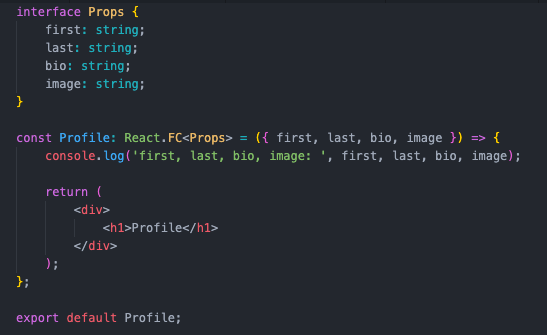 interface Props {
    first: string;
    last: string;
    bio: string;
    image: string;
}
const Profile: React.FC<Props> = ({ first, last, bio, image }) => {
    console.log('first, last, bio, image: ', first, last, bio, image);
    return (
        <div>
            <h1>Profile</h1>
        </div>
    );
};
export default Profile;